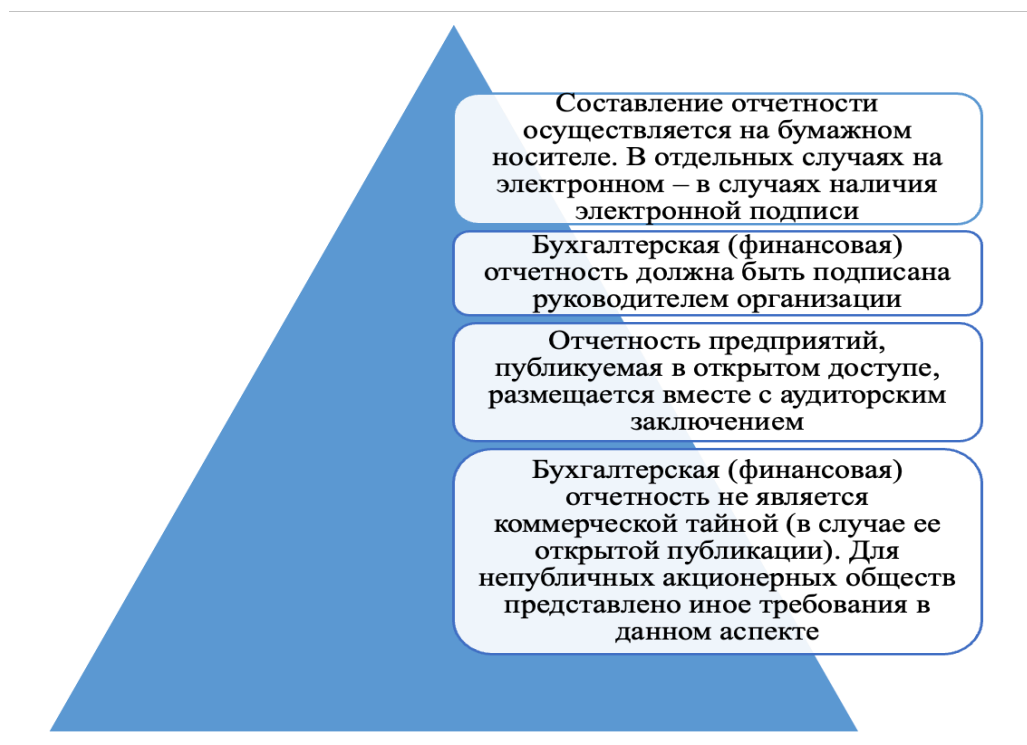 Составление отчетности
осуществляется на бумажном
носителе. В отдельных случаях на
электронном – в случаях наличия
электронной подписи
Бухгалтерская (финансовая)
отчетность должна быть подписана
руководителем организации
Отчетность предприятий,
публикуемая в открытом доступе,
размещается вместе с аудиторским
заключением
Бухгалтерская (финансовая)
отчетность не является
коммерческой тайной (в случае ее
открытой публикации). Для
непубличных акционерных обществ
представлено иное требования в
данном аспекте